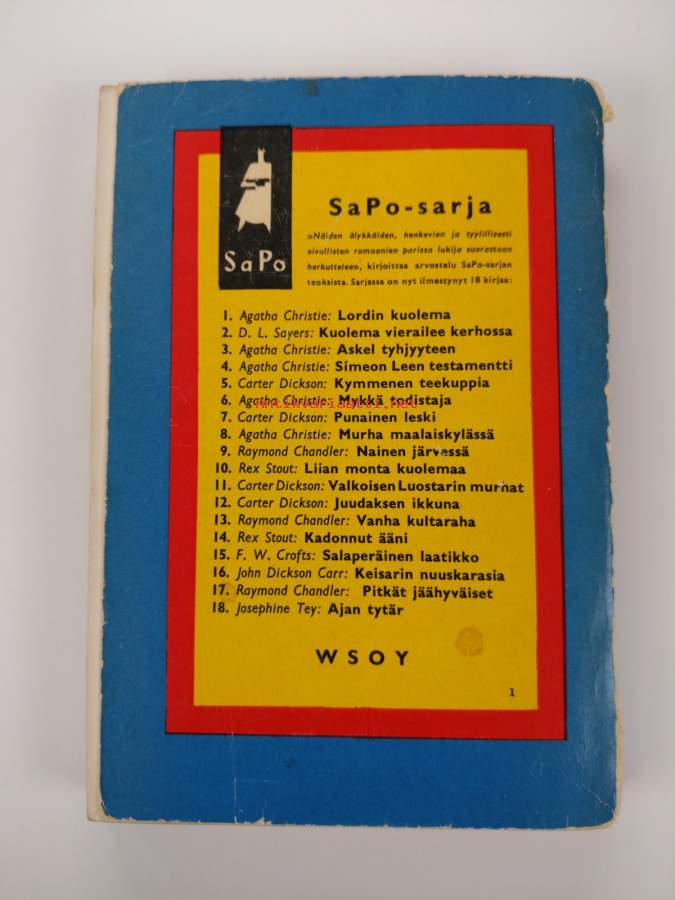 SaPo
SaPo-sarja
»Näiden älykkäiden, henkevien ja tyylillisesti
oivallisten romaanien parissa lukija suorastaan
herkutteleen, kirjoittaa arvostelu SaPo-sarjan
teoksista. Sarjassa on nyt ilmestynyt 18 kirjaa:
1. Agatha Christie: Lordin kuolema
2. D. L. Sayers: Kuolema vierailee kerhossa
3. Agatha Christie: Askel tyhjyyteen
4. Agatha Christie: Simeon Leen testamentti
5. Carter Dickson: Kymmenen teekuppia
6. Agatha Christie: Mykkä todistaja
antikvariaatti.net
7. Carter Dickson: Punainen leski
8. Agatha Christie: Murha maalaiskylässä
9. Raymond Chandler: Nainen järvessä
10. Rex Stout: Liian monta kuolemaa
11. Carter Dickson: Valkoisen Luostarin murhat
12. Carter Dickson: Juudaksen ikkuna
13. Raymond Chandler: Vanha kultaraha
14. Rex Stout: Kadonnut ääni
15. F. W. Crofts: Salaperäinen laatikko
16. John Dickson Carr: Keisarin nuuskarasia
17. Raymond Chandler: Pitkät jäähyväiset
18. Josephine Tey: Ajan tytär
WSOY
1